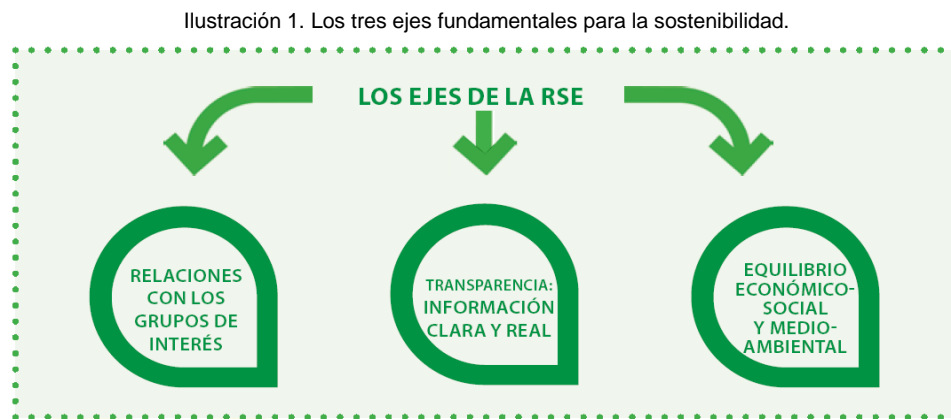 Ilustración 1. Los tres ejes fundamentales para la sostenibilidad.
LOS EJES DE LA RSE
RELACIONES
CON LOS
GRUPOS DE
INTERÉS
TRANSPARENCIA:
INFORMACIÓN
CLARA Y REAL
EQUILIBRIO
ECONÓMICO-
SOCIAL
Y MEDIO-
AMBIENTAL